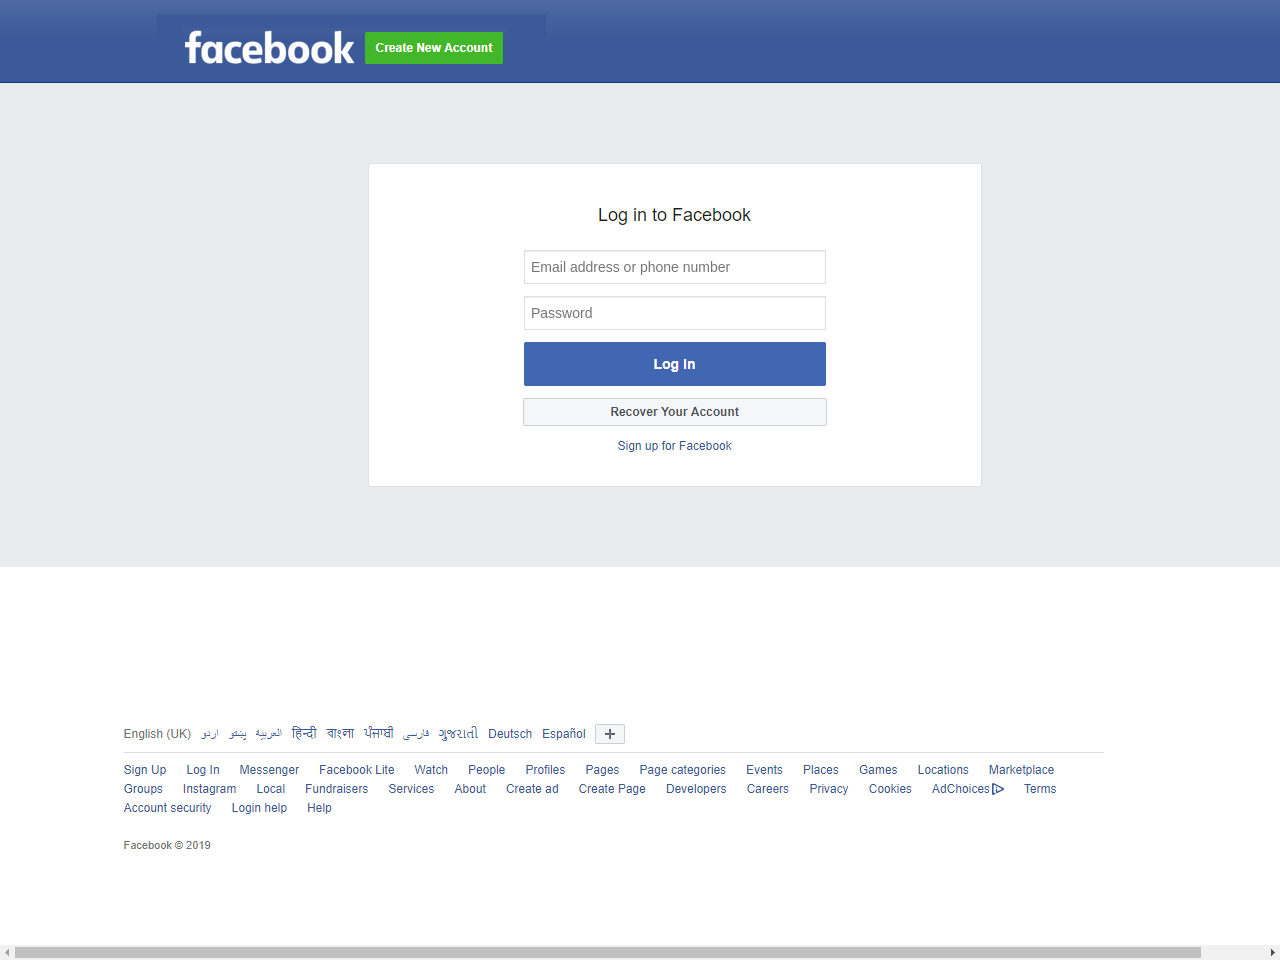 facebook Create New Account
Log in to Facebook
Email address or phone number
Password
Log In
Recover Your Account
Sign up for Facebook
English (UK) اردو پښتو العربية हिन्दी বাংলা ਪੰਜਾਬੀ فارسی ગુજરાતી Deutsch Español
Sign Up Log In Messenger Facebook Lite Watch People Profiles Pages Page categories Events Places Games Locations Marketplace
Groups Instagram Local Fundraisers Services About Create ad Create Page Developers Careers Privacy Cookies AdChoices Terms
Account security Login help Help
Facebook © 2019